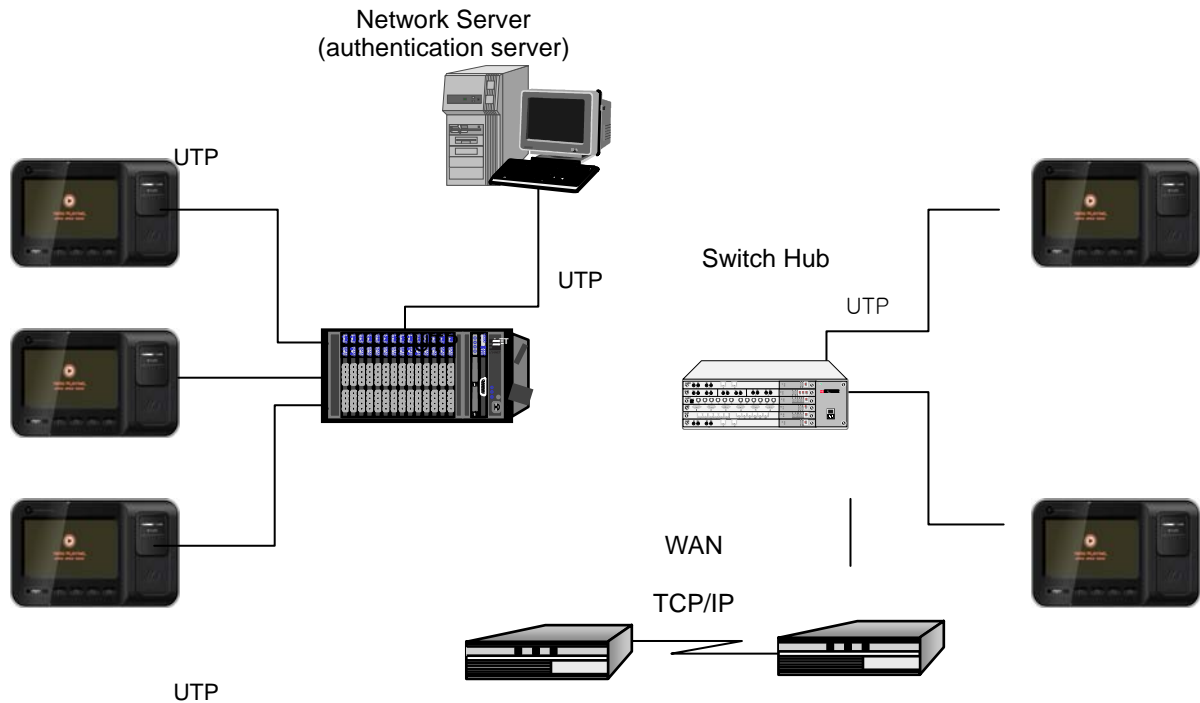 Network Server
(authentication server)
UTP
UTP
Switch Hub
UTP
WAN
TCP/IP
UTP